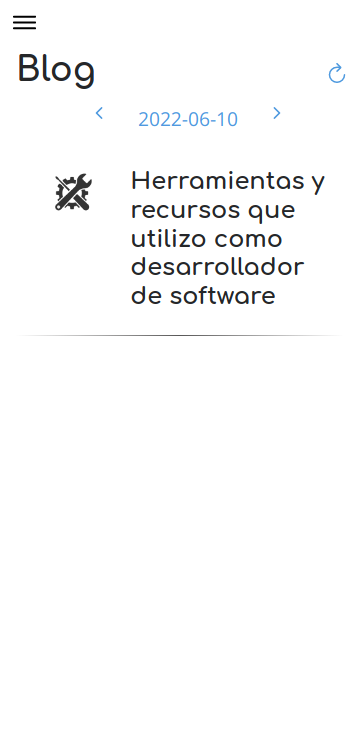 Blog
2022-06-10
Herramientas y
recursos que
utilizo como
desarrollador
de software